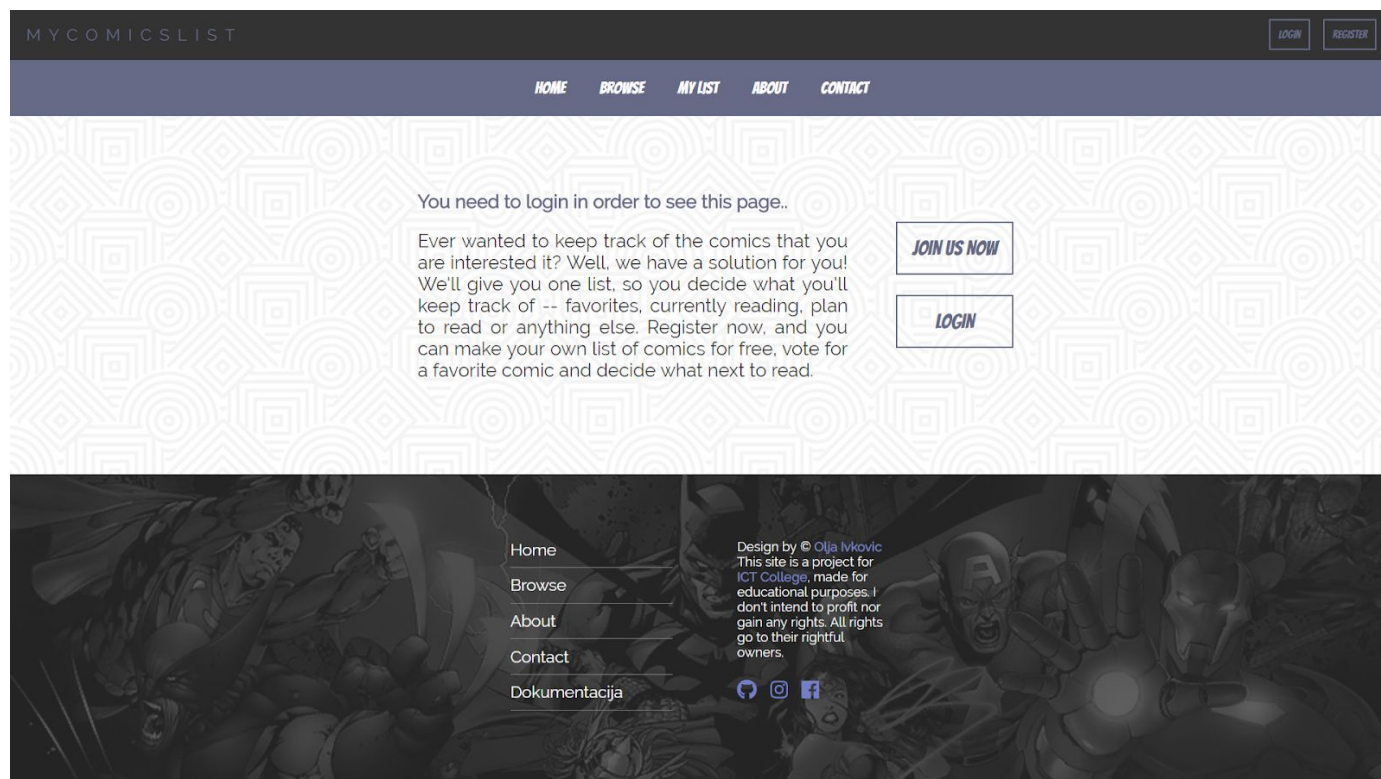 MYCOMICSLIST
LOGIN
REGISTER
HOME
BROWSE
MY LIST
ABOUT
CONTACT
You need to login in order to see this page..
Ever wanted to keep track of the comics that you
are interested it? Well, we have a solution for you!
We'll give you one list, so you decide what you'll
keep track of -- favorites, currently reading, plan
to read or anything else. Register now, and you
can make your own list of comics for free, vote for
a favorite comic and decide what next to read.
JOIN US NOW
LOGIN
Home
Browse
About
Contact
Dokumentacija
Design by © Olja Ivkovic
This site is a project for
ICT College, made for
educational purposes. I
don't intend to profit nor
gain any rights. All rights
go to their rightful
owners.
A